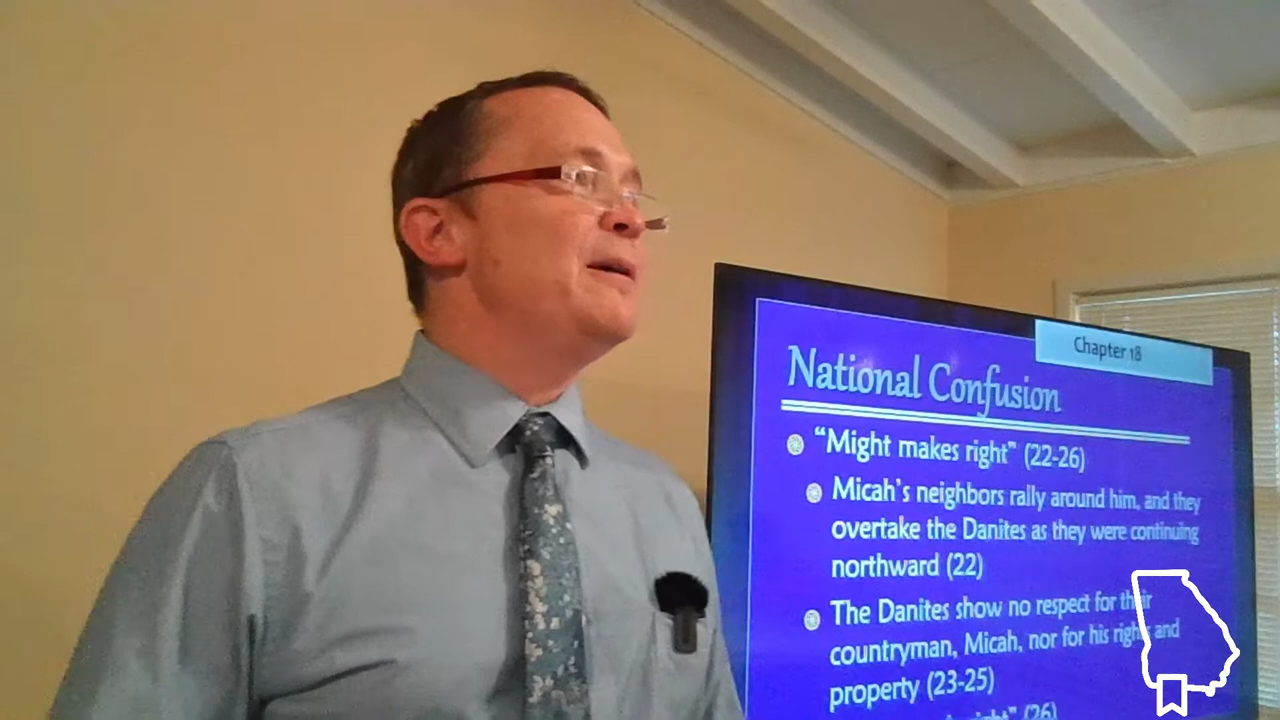 Chapter 18
National Confusion
“Might makes right” (22-26)
Micah's neighbors rally around him, and they
overtake the Danites as they were continuing
northward (22)
The Danites show no respect for their
countryman, Micah, nor for his rights and
property (23-25)
right” (26)